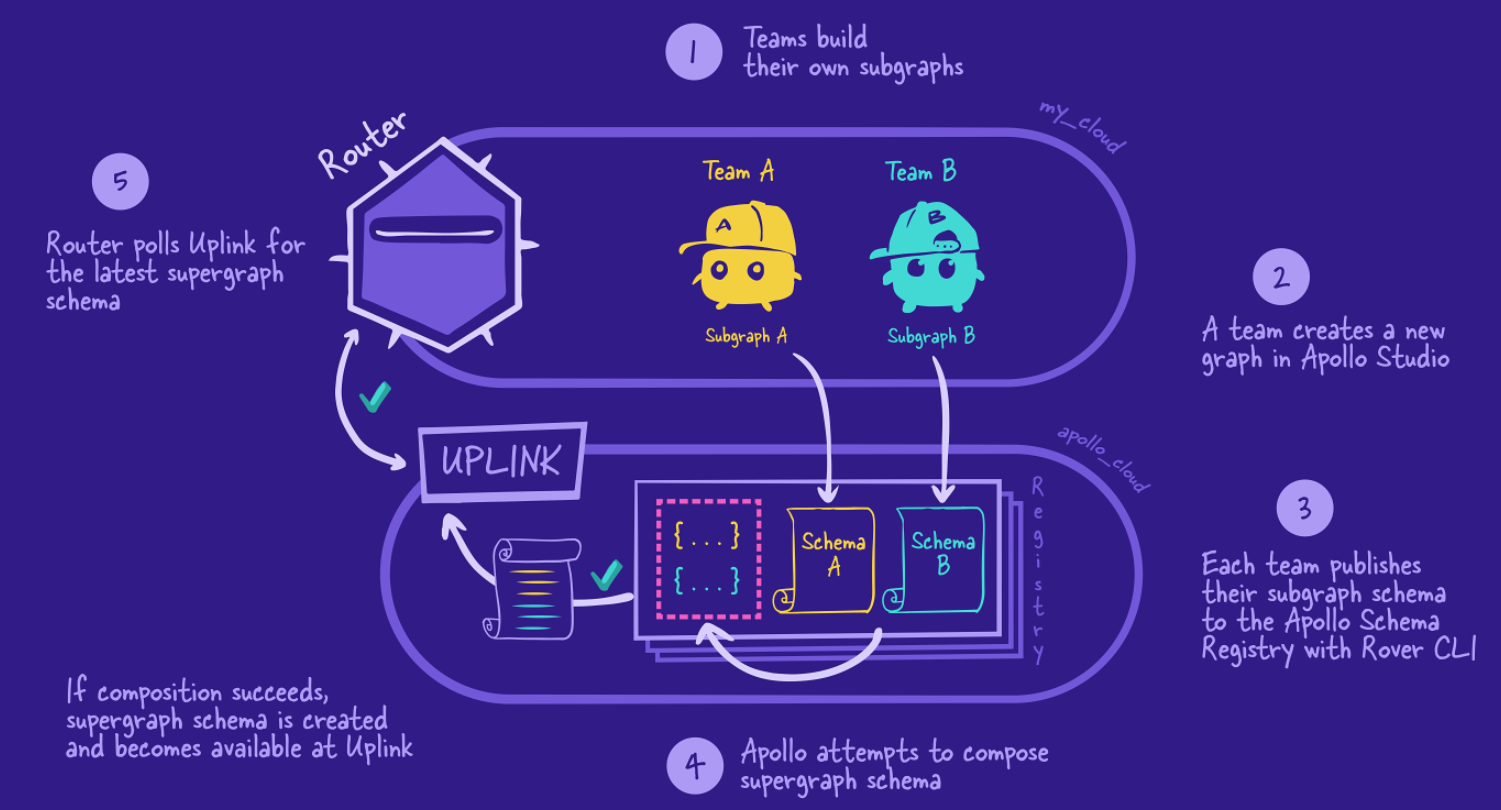 1
Teams build
their own subgraphs
my_cloud
Router
Team A
Team B
A
B
Subgraph A
Subgraph B
5
Router polls Uplink for
the latest supergraph
schema
2
A team creates a new
graph in Apollo Studio
UPLINK
apollo_cloud
Registry
{...}
{...}
Schema
A
Schema
B
3
Each team publishes
their subgraph schema
to the Apollo Schema
Registry with Rover CLI
If composition succeeds,
supergraph schema is created
and becomes available at Uplink
4
Apollo attempts to compose
supergraph schema